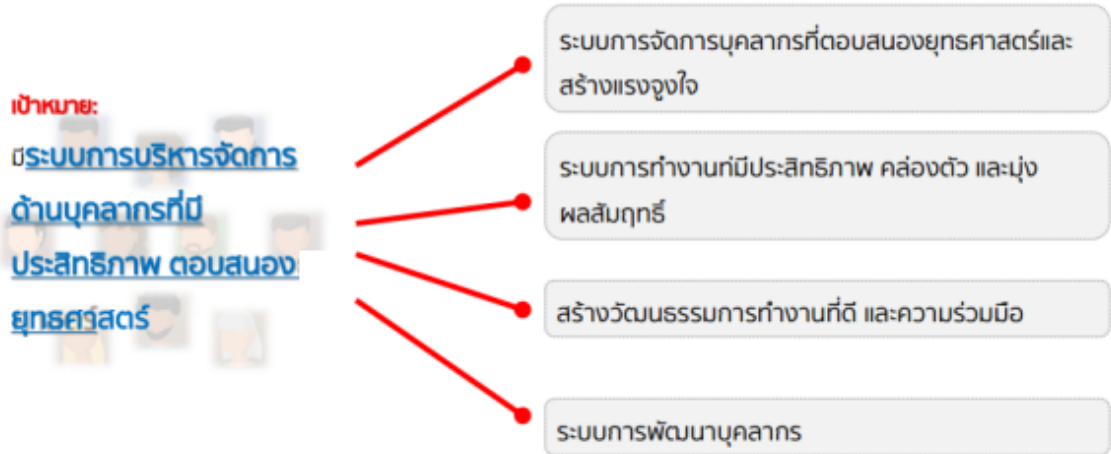 เป้าหมาย:
มีระบบการบริหารจัดการ
ด้านบุคลากรที่มี
ประสิทธิภาพ ตอบสนอง
ยุทธศาสตร์
ระบบการจัดการบุคลากรที่ตอบสนองยุทธศาสตร์และ
สร้างแรงจูงใจ
ระบบการทำงานท่มีประสิทธิภาพ คล่องตัว และมุ่ง
ผลสัมฤทธิ์
สร้างวัฒนธรรมการทำงานที่ดี และความร่วมมือ
ระบบการพัฒนาบุคลากร